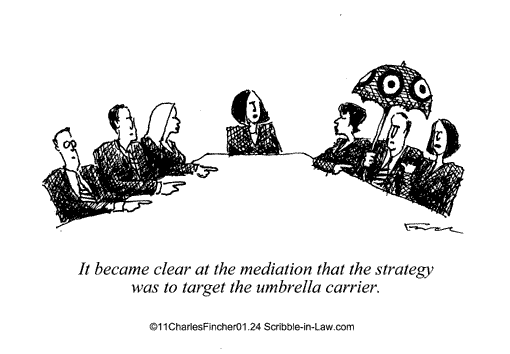 It became clear at the mediation that the strategy
was to target the umbrella carrier.
©11CharlesFincher01.24 Scribble-in-Law.com